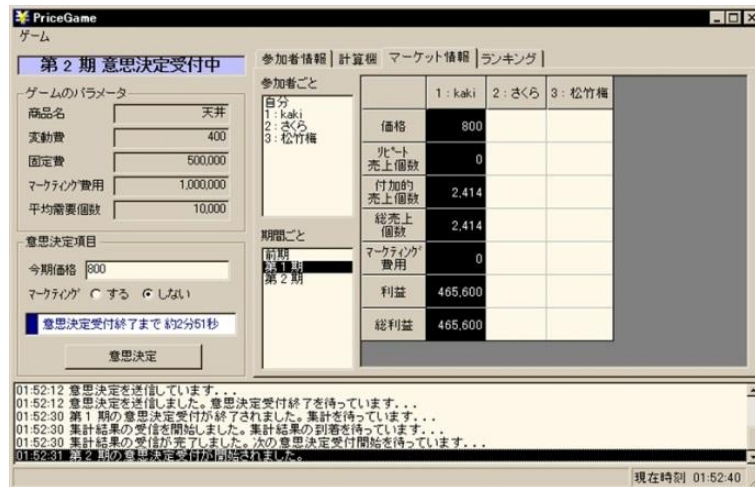 PriceGame
ゲーム
第 2 期 意思決定受付中
ゲームのパラメータ
商品名 天井
変動費 400
固定費 500,000
マーケティング費用 1,000,000
平均需要個数 10,000
意思決定項目
今期価格 800
マーケティング する しない
意思決定受付終了まで 約2分51秒
意思決定
参加者情報 計算機 マーケット情報 ランキング
参加者ごと
自分
1 : kaki
2 : さくら
3 : 松竹梅
期間ごと
前期
第 1 期
第 2 期
1 : kaki 2 : さくら 3 : 松竹梅
価格 800
リピート
売上個数 0
付加的
売上個数 2,414
総売上
個数 2,414
マーケティング
費用 0
利益 465,600
総利益 465,600
01:52:12 意思決定を送信しています...
01:52:12 意思決定を送信しました。意思決定受付終了を待っています...
01:52:30 第 1 期の意思決定受付が終了されました。集計を待っています...
01:52:30 集計結果の受信を開始しました。集計結果の到着を待っています...
01:52:30 集計結果の受信が完了しました。次の意思決定受付開始を待っています...
01:52:31 第 2 期の意思決定受付が開始されました。
現在時刻 01:52:40